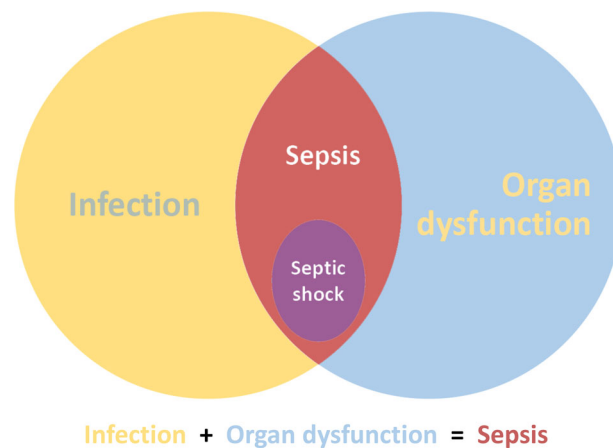 Sepsis
Infection
Organ
dysfunction
Septic
shock
Infection + Organ dysfunction = Sepsis